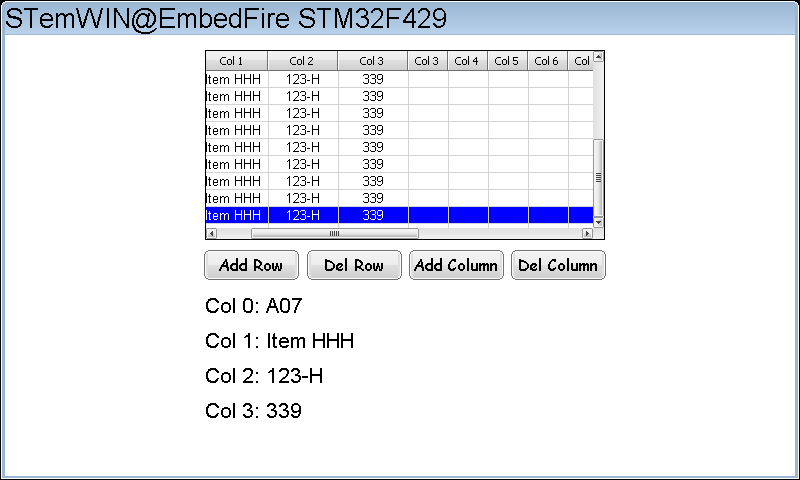 STemWIN@EmbedFire STM32F429
Col 1 Col 2 Col 3 Col 3 Col 4 Col 5 Col 6 Col
Item HHH 123-H 339
Item HHH 123-H 339
Item HHH 123-H 339
Item HHH 123-H 339
Item HHH 123-H 339
Item HHH 123-H 339
Item HHH 123-H 339
Item HHH 123-H 339
Item HHH 123-H 339
Add Row Del Row Add Column Del Column
Col 0: A07
Col 1: Item HHH
Col 2: 123-H
Col 3: 339